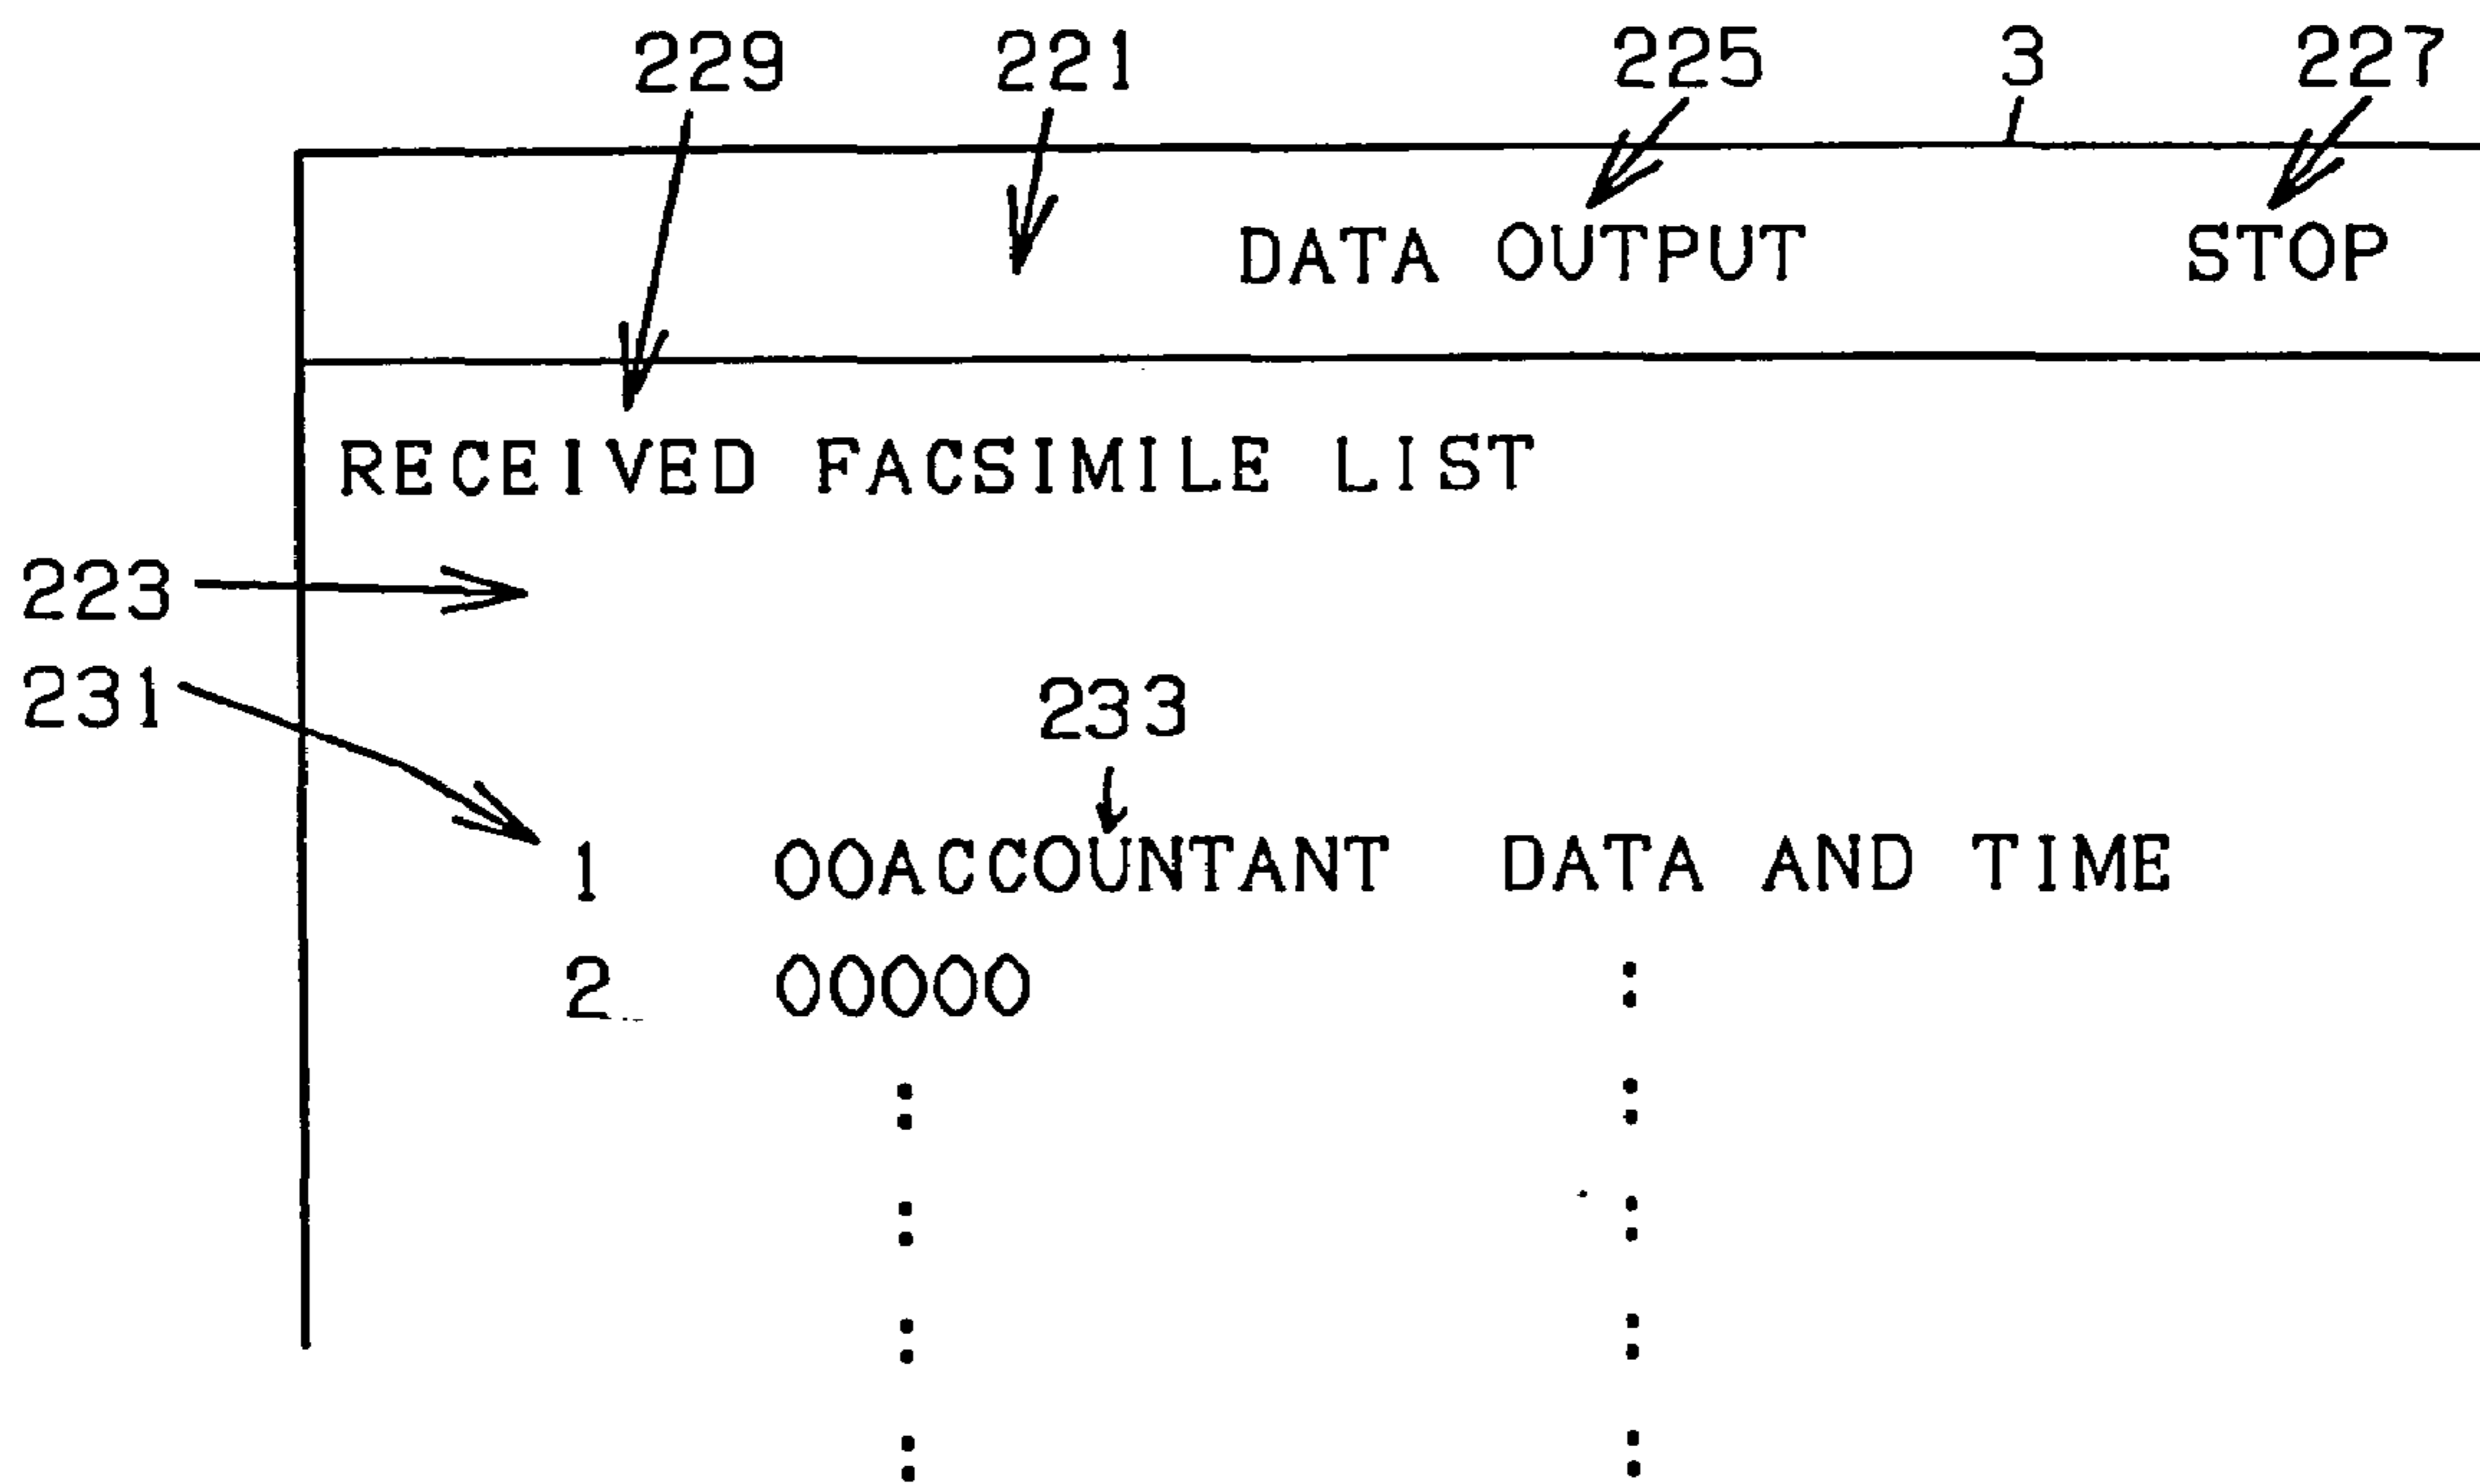 229 221 225 3 227
DATA OUTPUT STOP
RECEIVED FACSIMILE LIST
223
231
233
1 OOACCOUNTANT DATA AND TIME
2 OOOOO